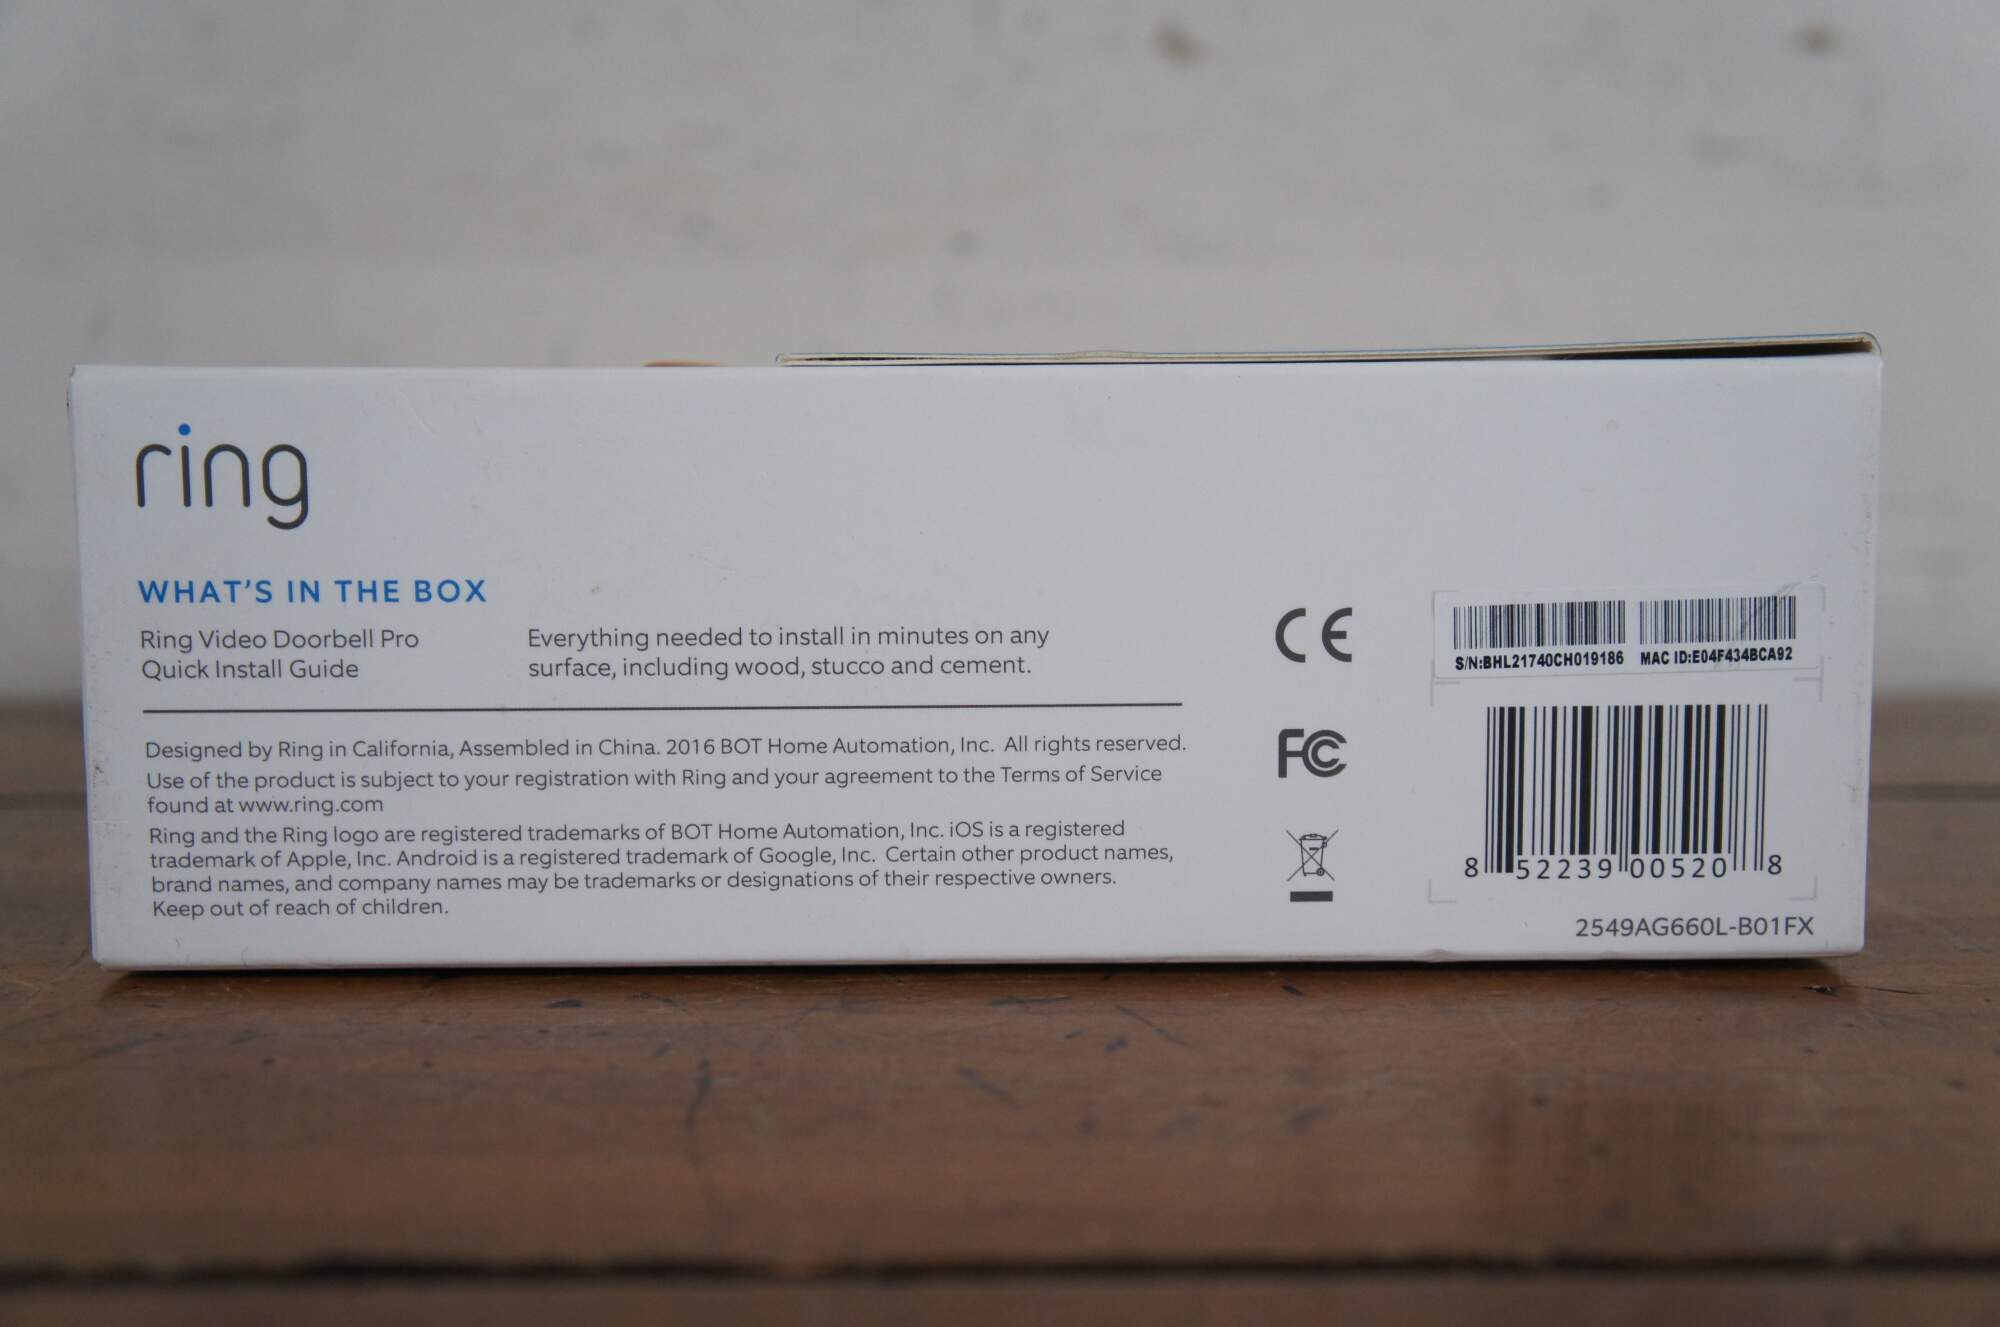 ring
WHAT'S IN THE BOX
Ring Video Doorbell Pro
Quick Install Guide
Everything needed to install in minutes on any
surface, including wood, stucco and cement.
Designed by Ring in California, Assembled in China. 2016 BOT Home Automation, Inc. All rights reserved.
Use of the product is subject to your registration with Ring and your agreement to the Terms of Service
found at www.ring.com
Ring and the Ring logo are registered trademarks of BOT Home Automation, Inc. iOS is a registered
trademark of Apple, Inc. Android is a registered trademark of Google, Inc. Certain other product names,
brand names, and company names may be trademarks or designations of their respective owners.
Keep out of reach of children.
CE
FC
S/N:BHL21740CH019186 MAC ID:E04F434BCA92
8 52239 00520 8
2549AG660L-B01FX